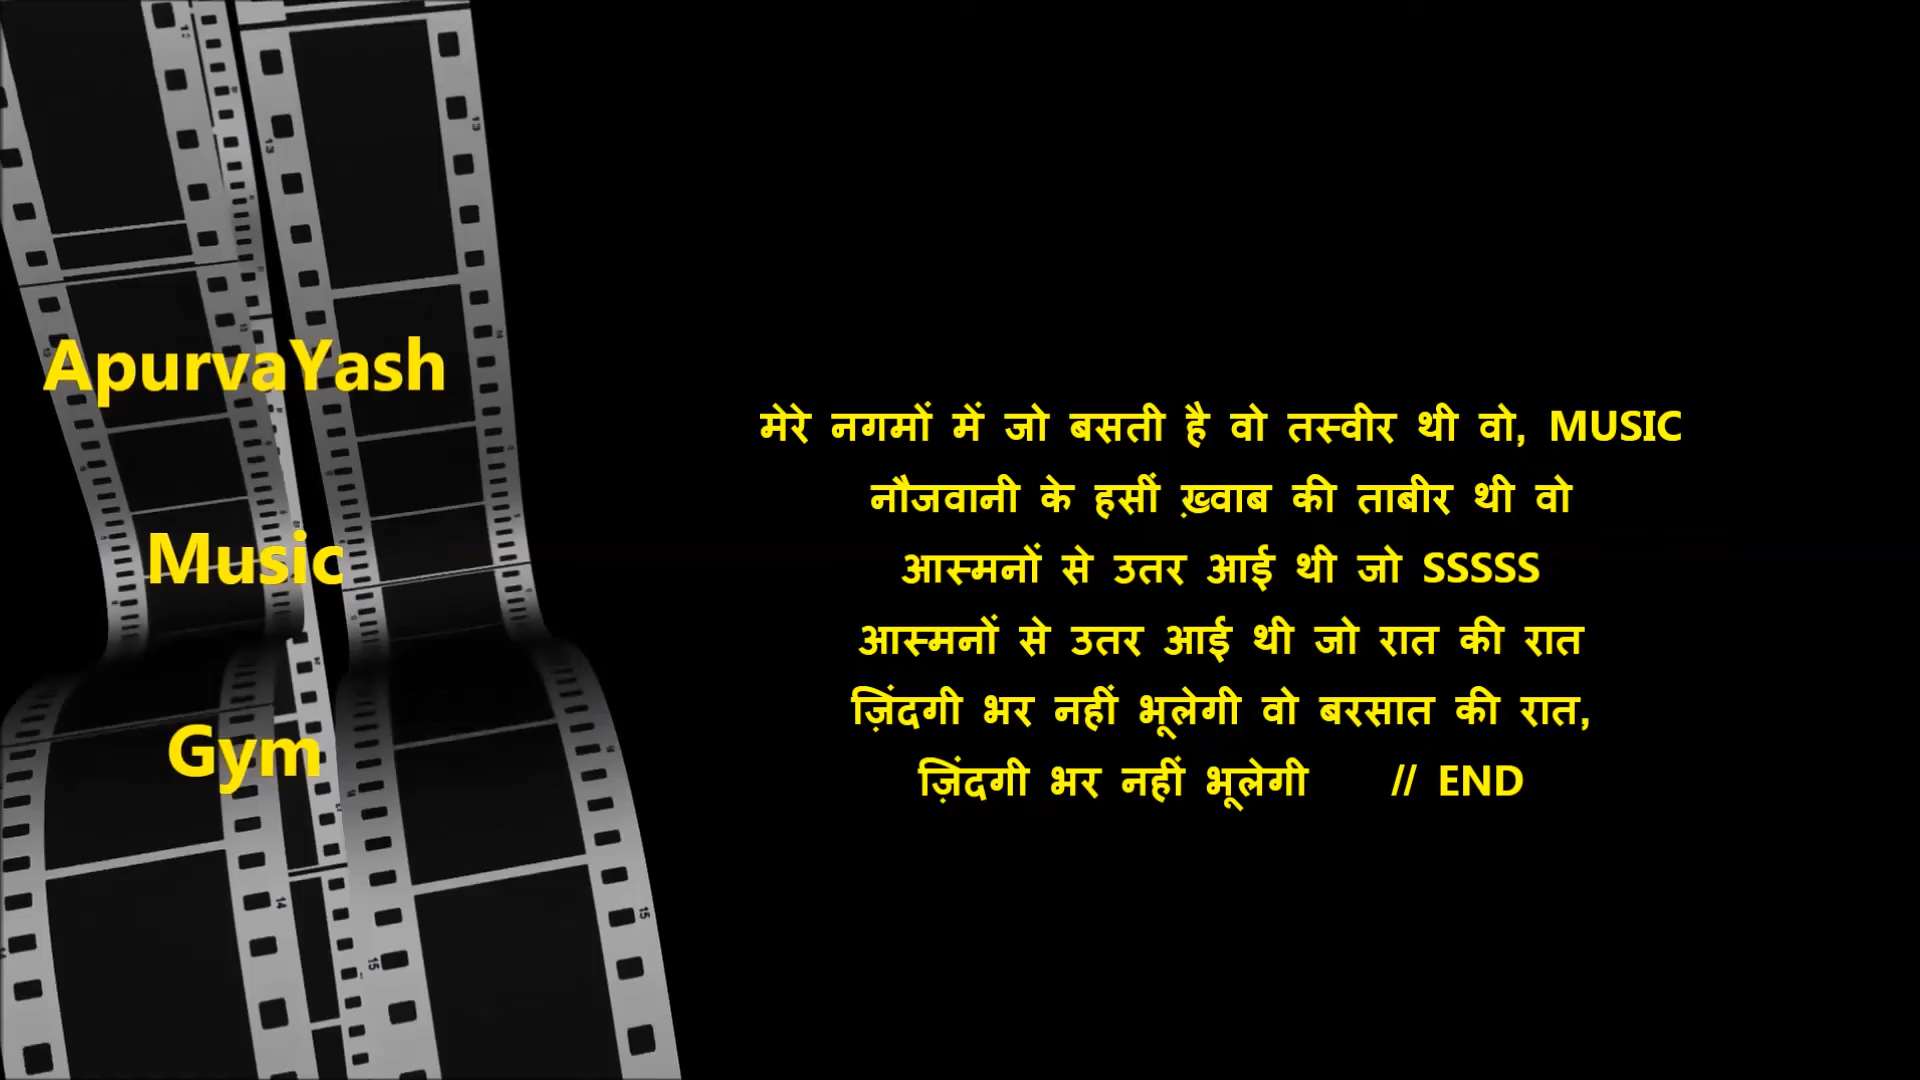 ApurvaYash
Music
Gym
मेरे नगमों में जो बसती है वो तस्वीर थी वो, MUSIC
नौजवानी के हसीं ख़्वाब की ताबीर थी वो
आस्मनों से उतर आई थी जो SSSSS
आस्मनों से उतर आई थी जो रात की रात
ज़िंदगी भर नहीं भूलेगी वो बरसात की रात,
ज़िंदगी भर नहीं भूलेगी // END